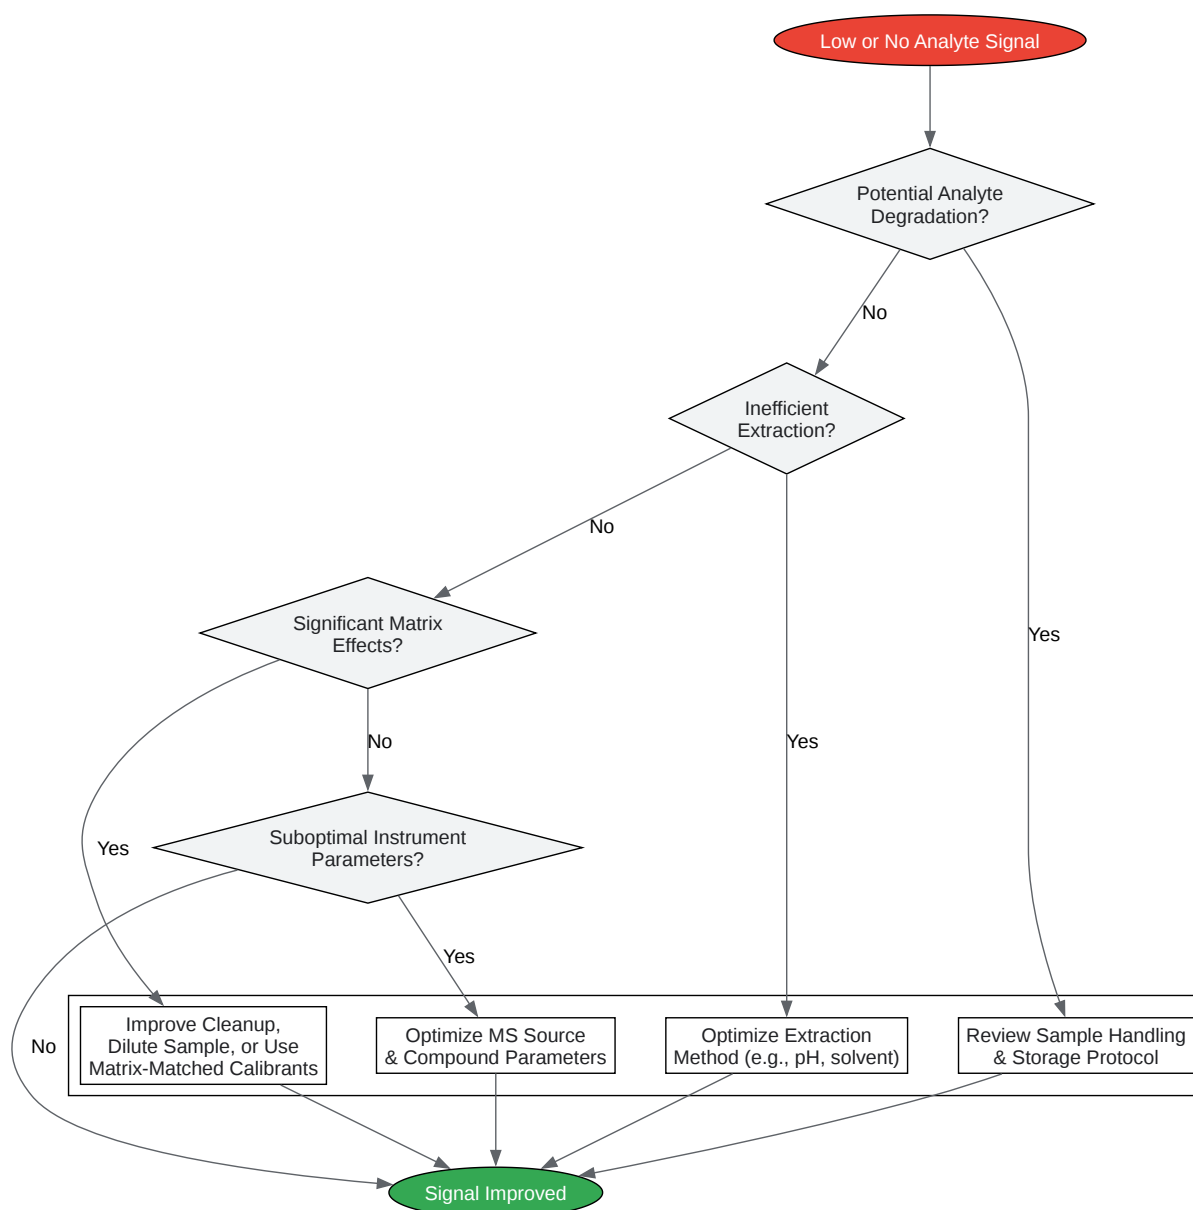 Low or No Analyte Signal
Potential Analyte
Degradation?
No
Inefficient
Extraction?
No
Significant Matrix
Effects?
Yes
No
Yes
Suboptimal Instrument
Parameters?
Yes
Yes
No
Improve Cleanup,
Dilute Sample, or Use
Matrix-Matched Calibrants
Optimize MS Source
& Compound Parameters
Optimize Extraction
Method (e.g., pH, solvent)
Review Sample Handling
& Storage Protocol
Signal Improved